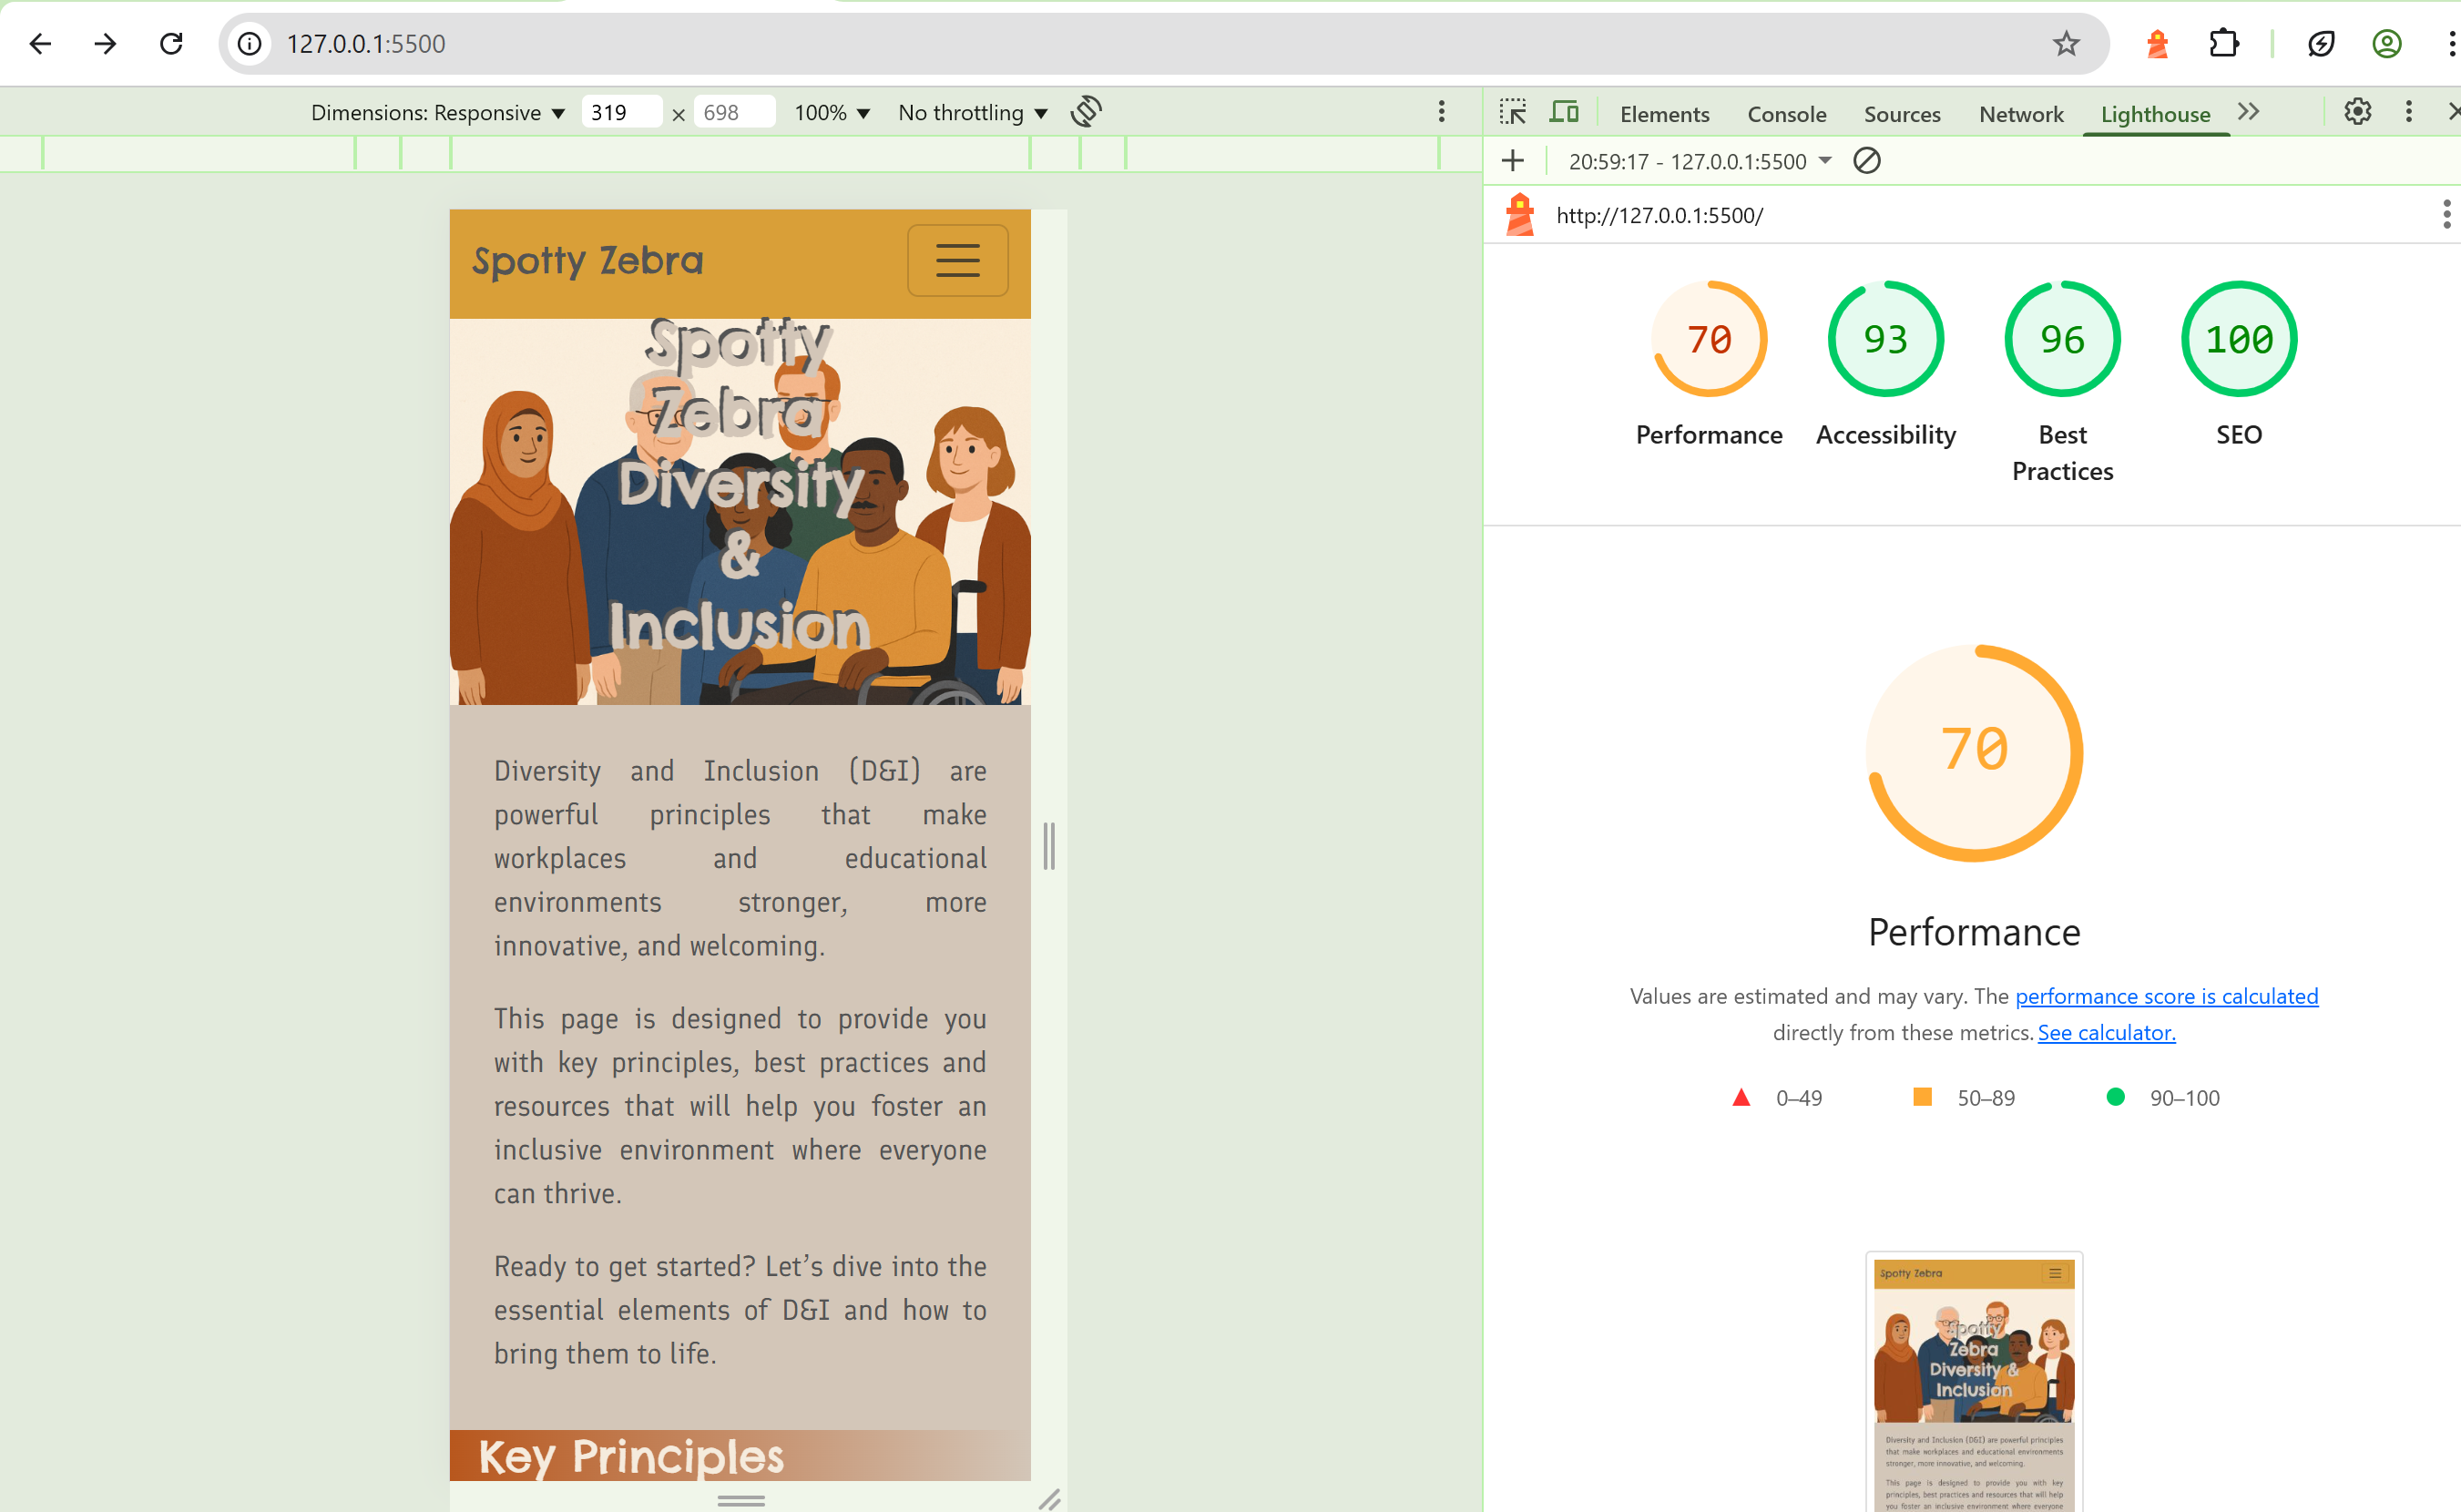 127.0.0.1:5500
Dimensions: Responsive 319 × 698 100% No throttling
Elements Console Sources Network Lighthouse
20:59:17 - 127.0.0.1:5500
http://127.0.0.1:5500/
Spotty Zebra
Spotty
Zebra
Diversity
&
Inclusion
Diversity and Inclusion (D&I) are
powerful principles that make
workplaces and educational
environments stronger, more
innovative, and welcoming.
This page is designed to provide you
with key principles, best practices and
resources that will help you foster an
inclusive environment where everyone
can thrive.
Ready to get started? Let’s dive into the
essential elements of D&I and how to
bring them to life.
Key Principles
70 93 96 100
Performance Accessibility Best
Practices SEO
70
Performance
Values are estimated and may vary. The performance score is calculated
directly from these metrics. See calculator.
0–49 50–89 90–100
Spotty Zebra
Spotty
Zebra
Diversity &
Inclusion
Diversity and Inclusion (D&I) are powerful principles
that make workplaces and educational environments
stronger, more innovative, and welcoming.
This page is designed to provide you with key
principles, best practices and resources that will help
you foster an inclusive environment where everyone